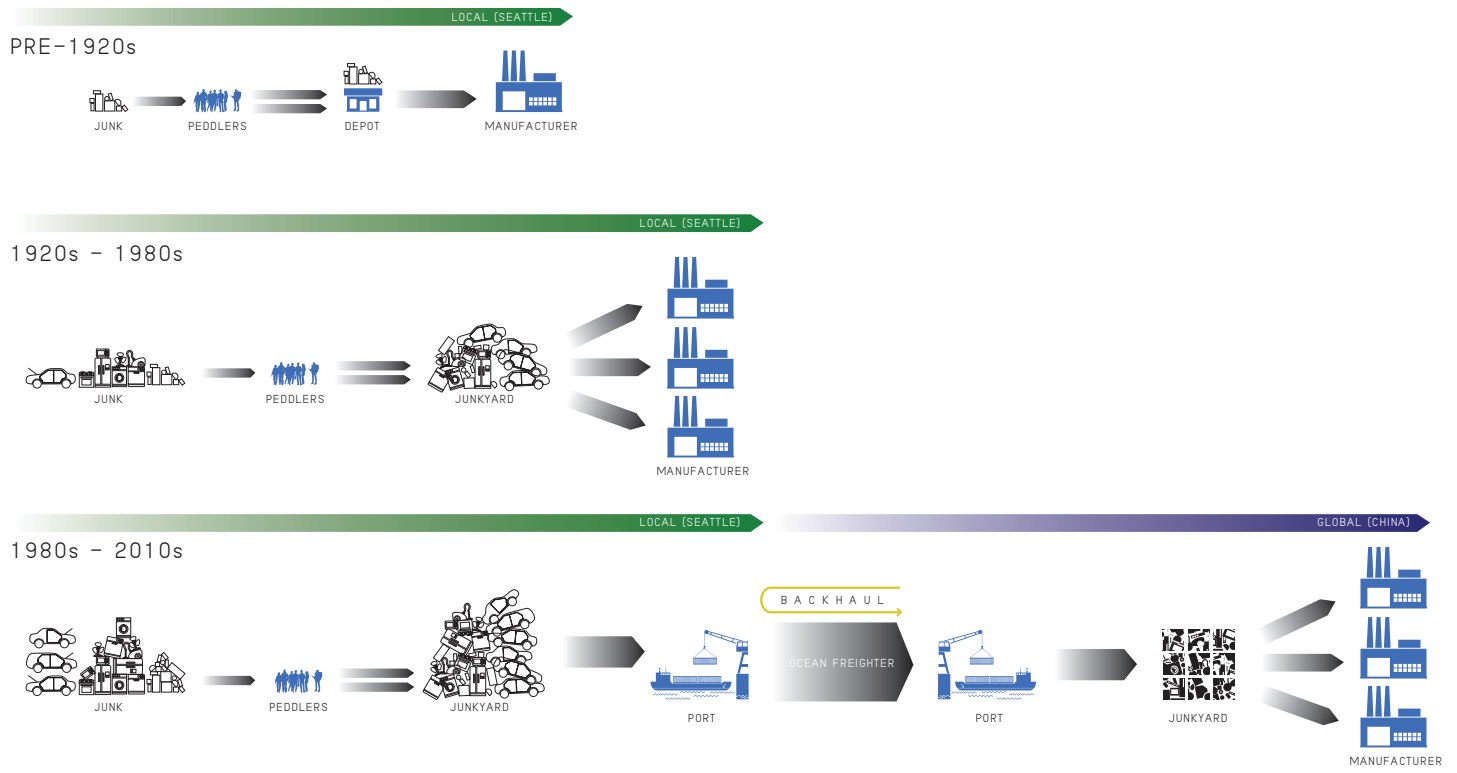 LOCAL (SEATTLE)
PRE-1920s
JUNK
PEDDLERS
DEPOT
MANUFACTURER
LOCAL (SEATTLE)
1920s - 1980s
JUNK
PEDDLERS
JUNKYARD
MANUFACTURER
LOCAL (SEATTLE)
GLOBAL (CHINA)
1980s - 2010s
BACKHAUL
OCEAN FREIGHTER
JUNK
PEDDLERS
JUNKYARD
PORT
PORT
JUNKYARD
MANUFACTURER